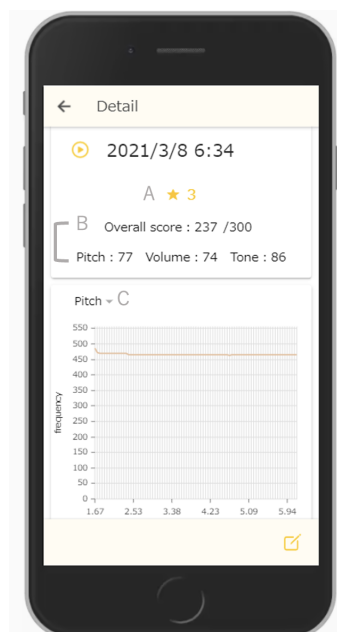 Detail
2021/3/8 6:34
A ★ 3
B Overall score : 237 /300
Pitch : 77 Volume : 74 Tone : 86
Pitch C
550
500
450
400
350
300
250
200
150
100
50
0
frequency
1.67 2.53 3.38 4.23 5.09 5.94